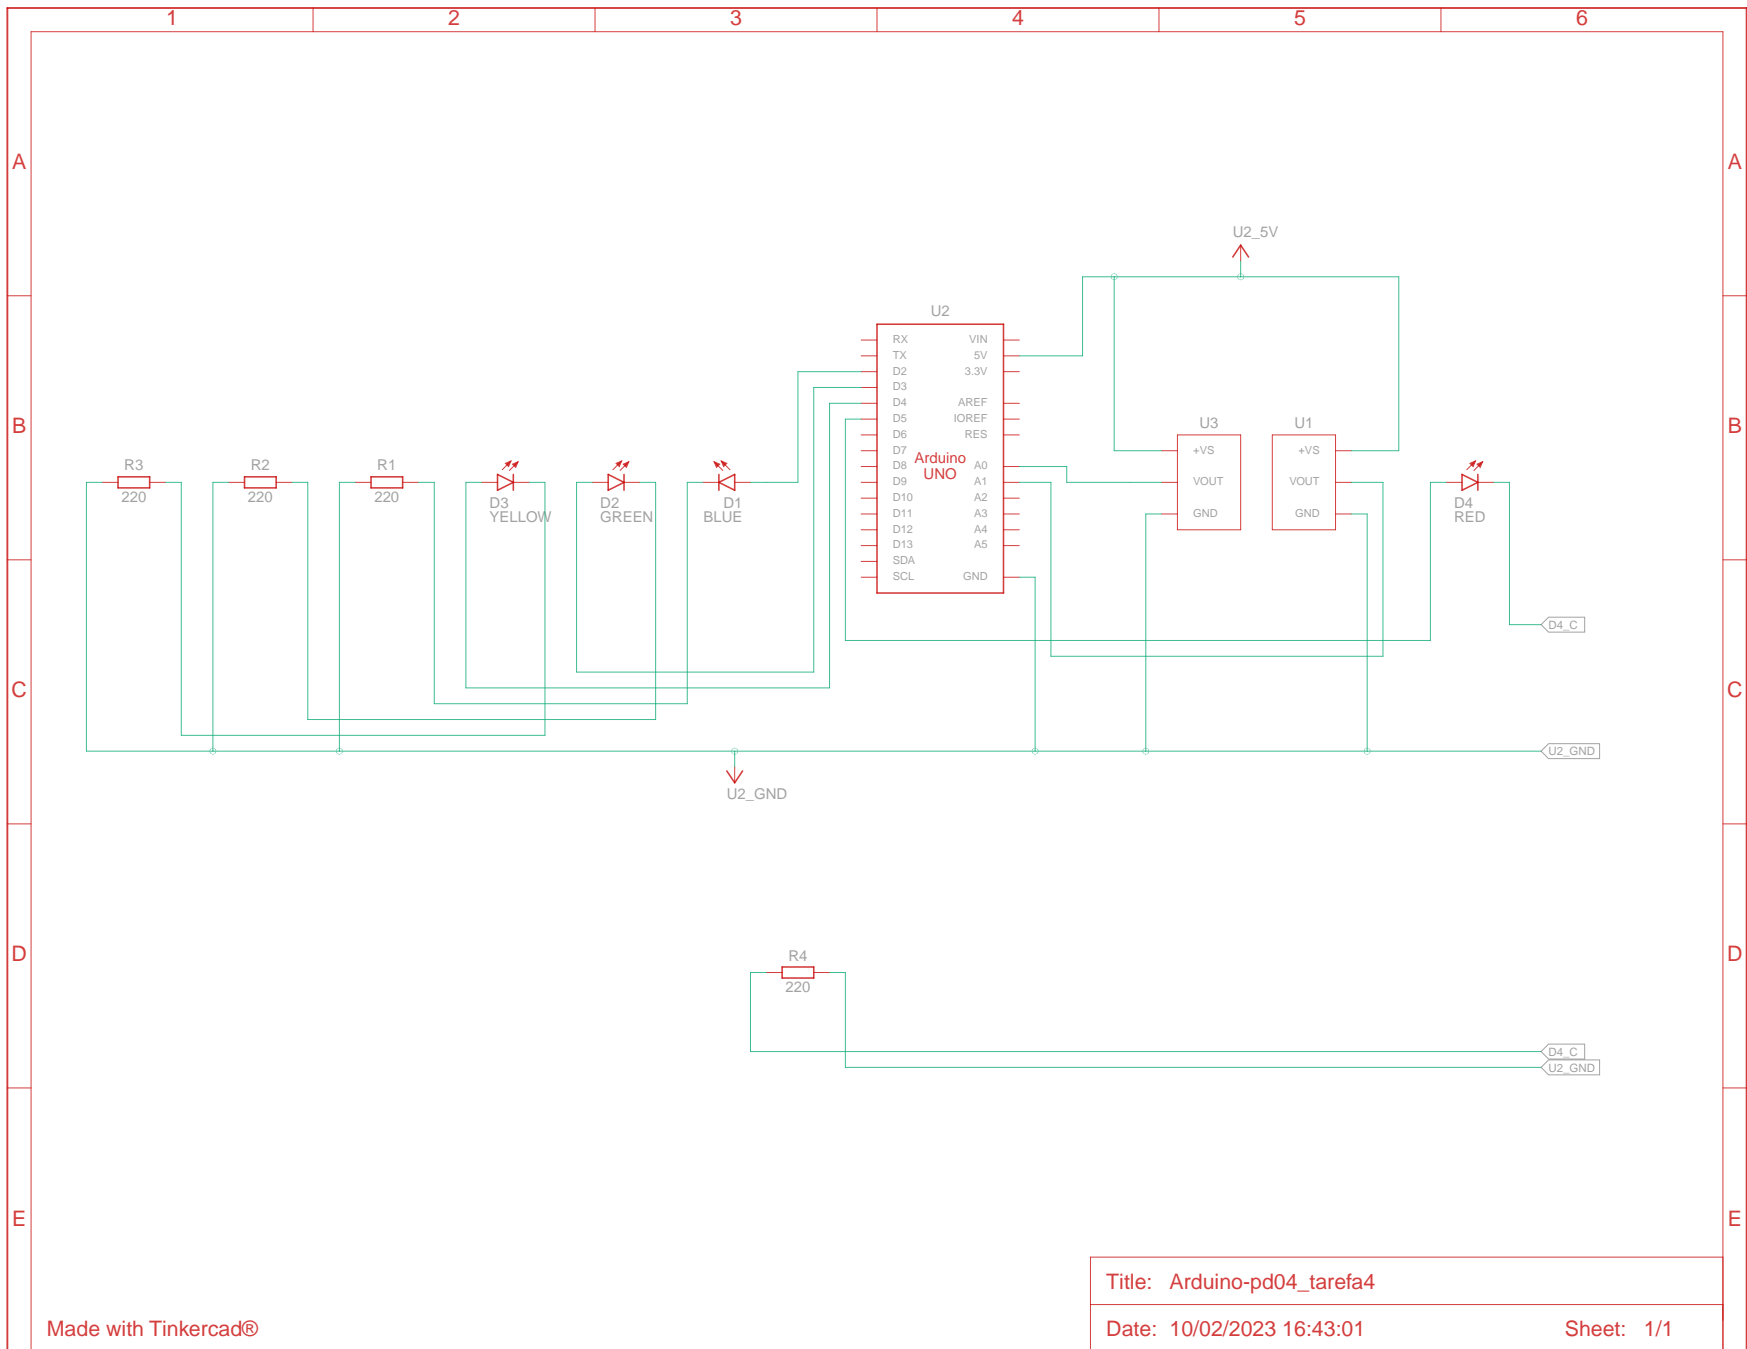 1 2 3 4 5 6
A A
U2_5V
U2
RX VIN
TX 5V
D2 3.3V
D3
D4 AREF
D5 IOREF
D6 RES
D7
D8 A0
D9 A1
D10 A2
D11 A3
D12 A4
D13 A5
SDA
SCL GND
Arduino
UNO
B B
U3
+VS
VOUT
GND
U1
+VS
VOUT
GND
R3
220
R2
220
R1
220
D3
YELLOW
D2
GREEN
D1
BLUE
D4
RED
D4_C
C C
U2_GND
U2_GND
D D
R4
220
D4_C
U2_GND
E E
Title: Arduino-pd04_tarefa4
Made with Tinkercad®
Date: 10/02/2023 16:43:01 Sheet: 1/1